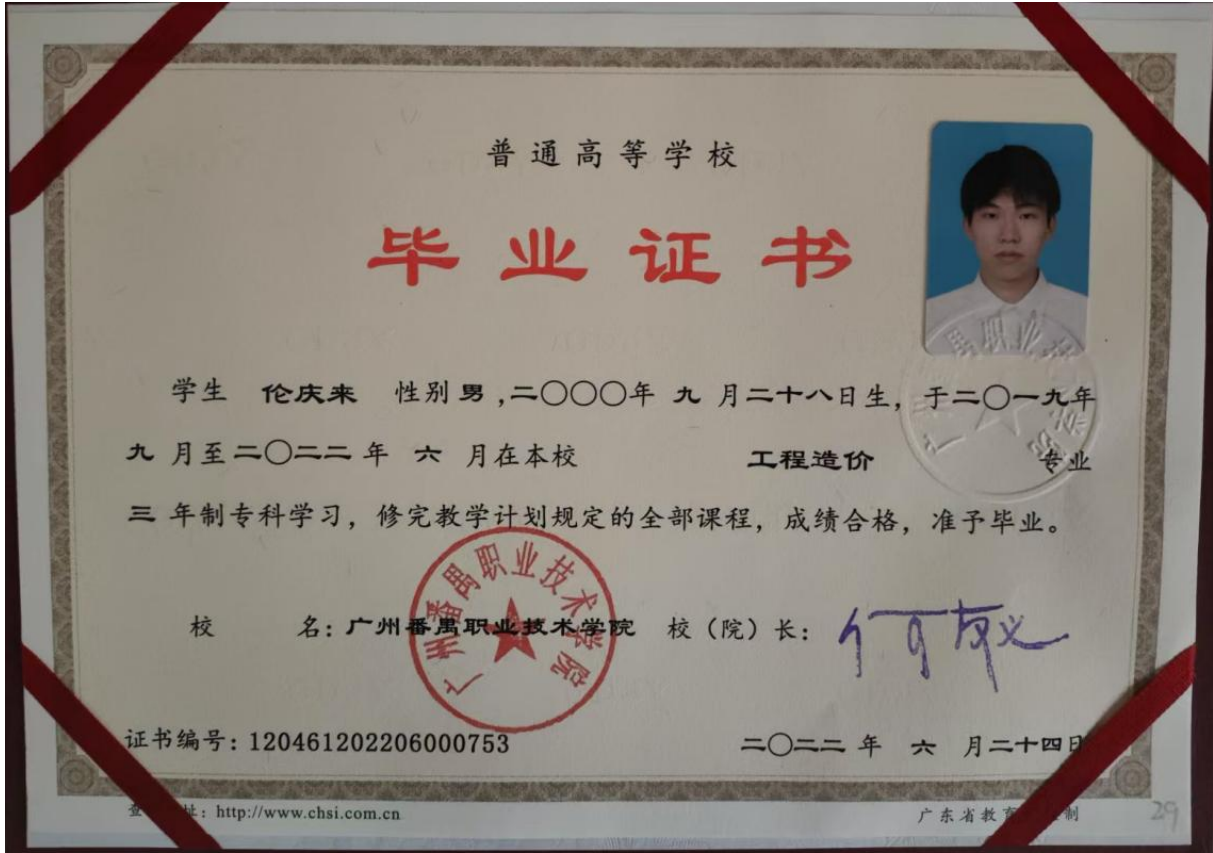 普通高等学校
毕业证书
学生 伦庆来 性别 男 ,二〇〇〇年 九 月二十八日生, 于二〇一九年
九 月至二〇二二 年 六 月在本校 工程造价 专业
三 年制专科学习, 修完教学计划规定的全部课程, 成绩合格, 准予毕业。
校 名: 广州番禺职业技术学院 校 (院) 长: 何友义
广州番禺职业技术学院
证书编号: 120461202206000753 二〇二二 年 六 月二十四日
查 址: http://www.chsi.com.cn 广东省教育 制
29